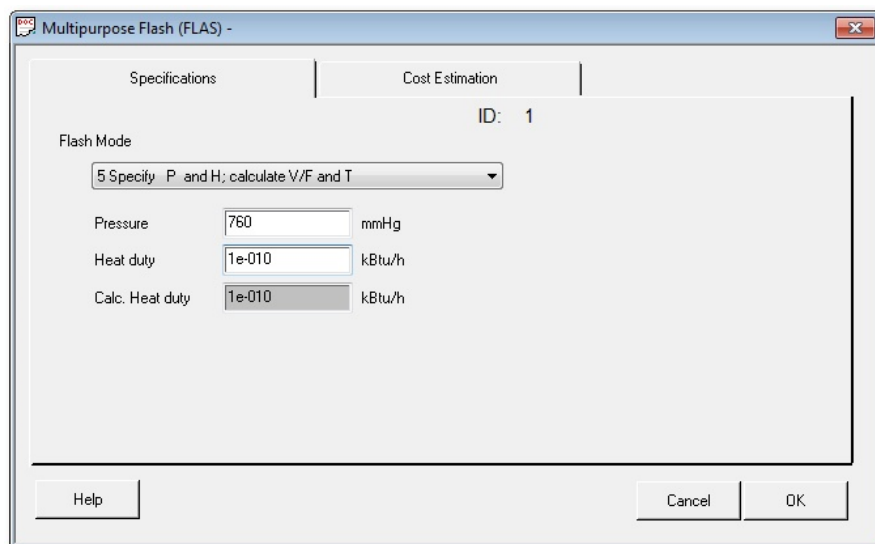 DOC
Multipurpose Flash (FLAS) -
Specifications Cost Estimation
ID: 1
Flash Mode
5 Specify P and H; calculate V/F and T
Pressure 760 mmHg
Heat duty 1e-010 kBtu/h
Calc. Heat duty 1e-010 kBtu/h
Help Cancel OK